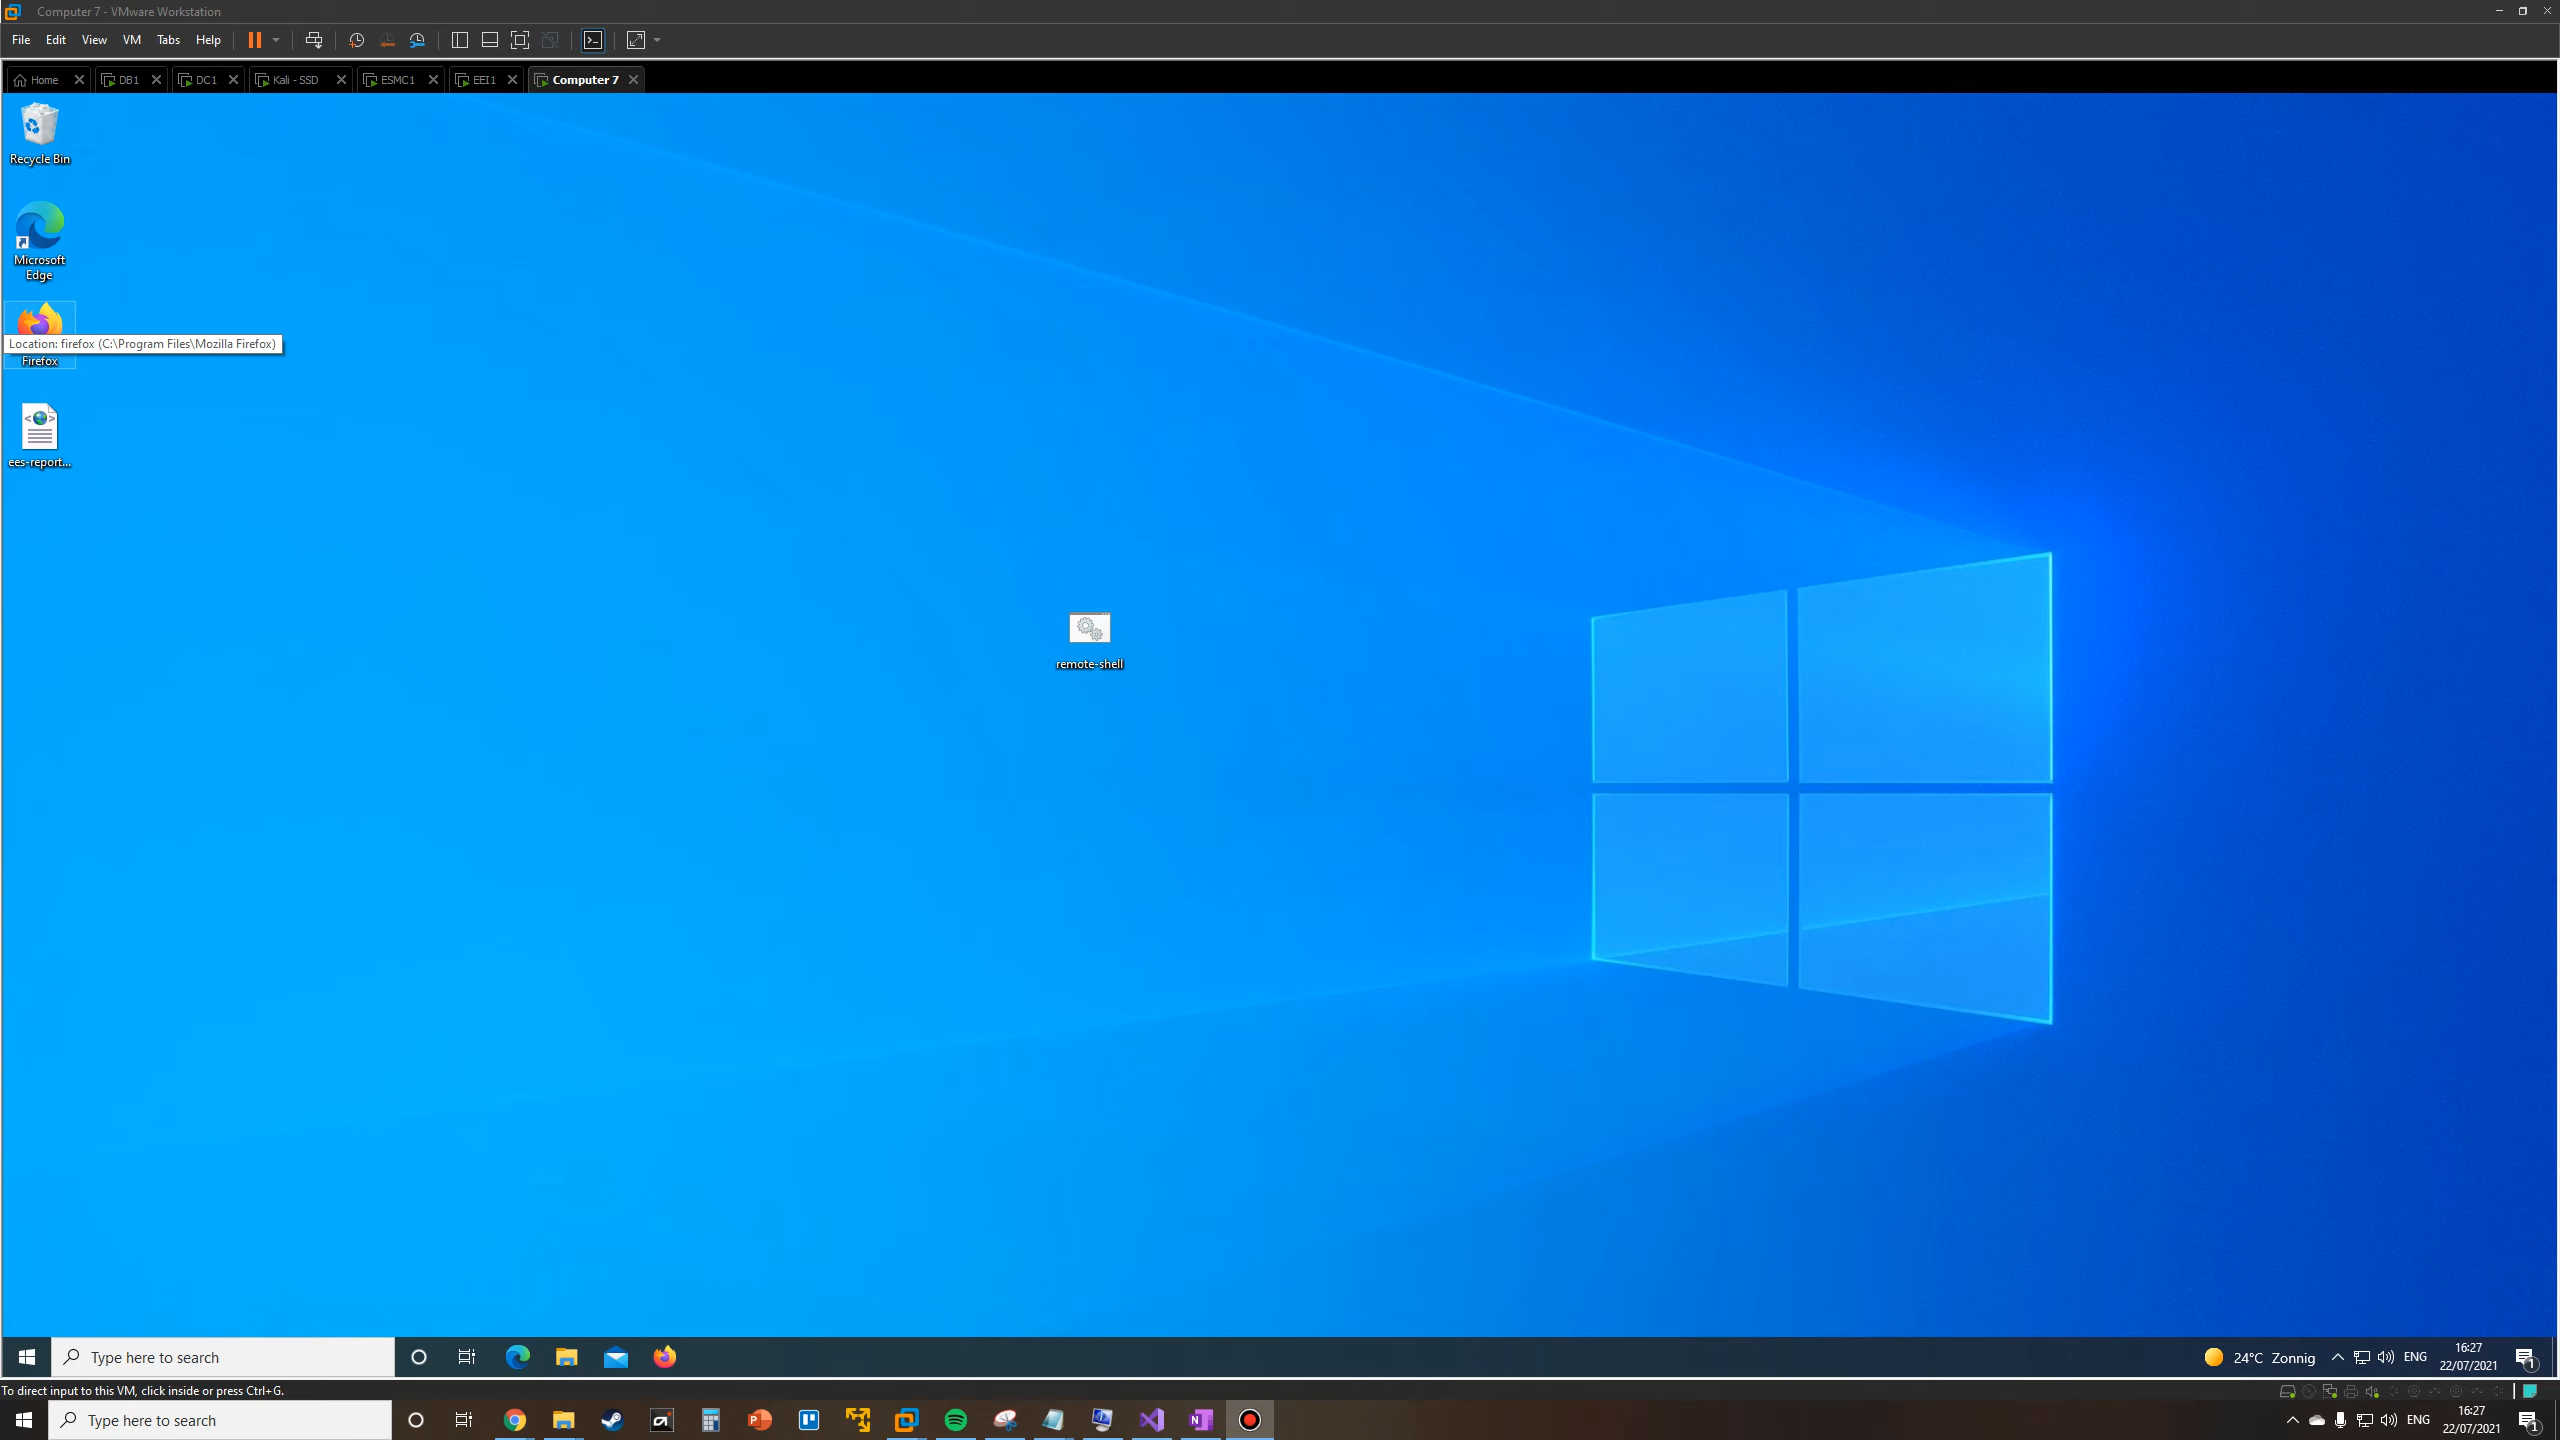 Computer 7 - VMware Workstation
File Edit View VM Tabs Help
Home DB1 DC1 Kali - SSD ESMC1 EEI1 Computer 7
Recycle Bin
Microsoft
Edge
Location: firefox (C:\Program Files\Mozilla Firefox)
Firefox
ees-report...
remote-shell
Type here to search
24°C Zonnig
ENG
16:27
22/07/2021
1
To direct input to this VM, click inside or press Ctrl+G.
Type here to search
ENG
16:27
22/07/2021
1